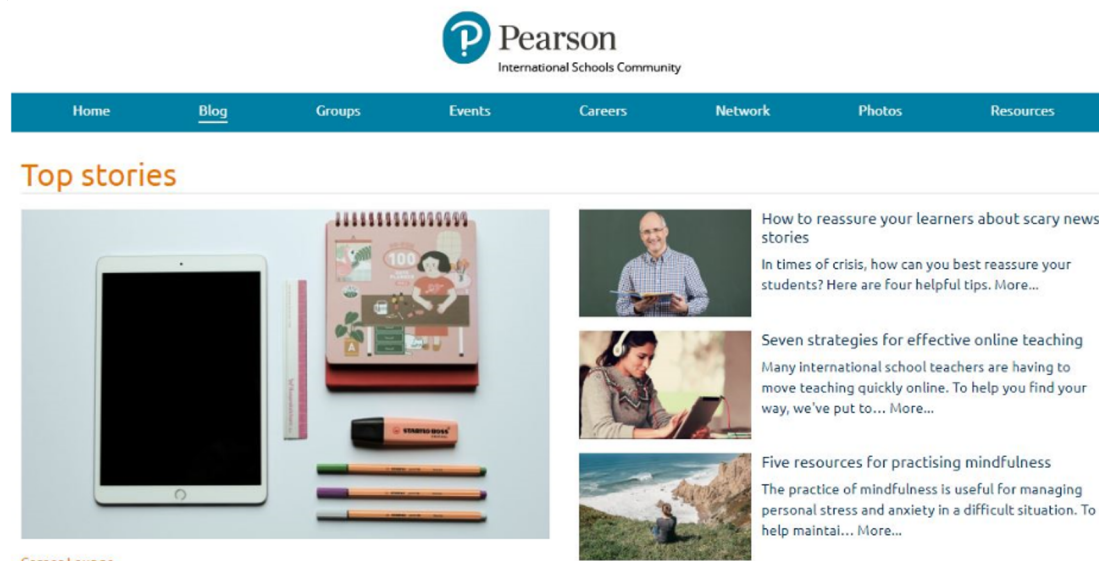 Pearson
International Schools Community
Home Blog Groups Events Careers Network Photos Resources
Top stories
100
STABILO BOSS
A
How to reassure your learners about scary news
stories
In times of crisis, how can you best reassure your
students? Here are four helpful tips. More...
Seven strategies for effective online teaching
Many international school teachers are having to
move teaching quickly online. To help you find your
way, we've put to... More...
Five resources for practising mindfulness
The practice of mindfulness is useful for managing
personal stress and anxiety in a difficult situation. To
help maintai... More...